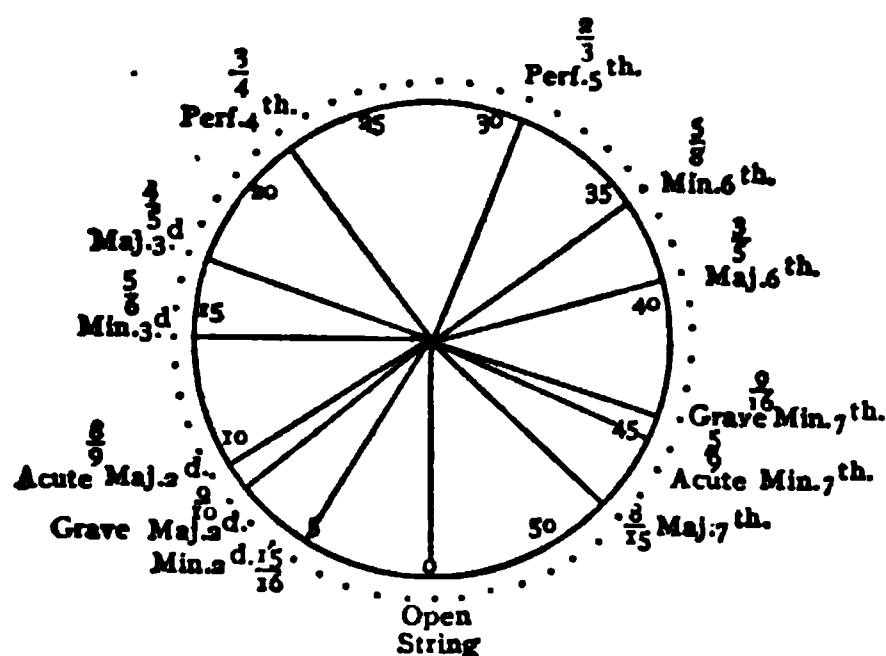 3/4
Perf.4th.
2/3
Perf.5th.
5/8
Min.6th.
3/5
Maj.6th.
9/16
Grave Min.7th.
5/9
Acute Min.7th.
8/15 Maj:7th.
Open
String
15/16
Min.2d.
9/10
Grave Maj.2d.
8/9
Acute Maj.2d.
5/6
Min.3d
4/5
Maj.3d
0
5
10
15
20
25
30
35
40
45
50